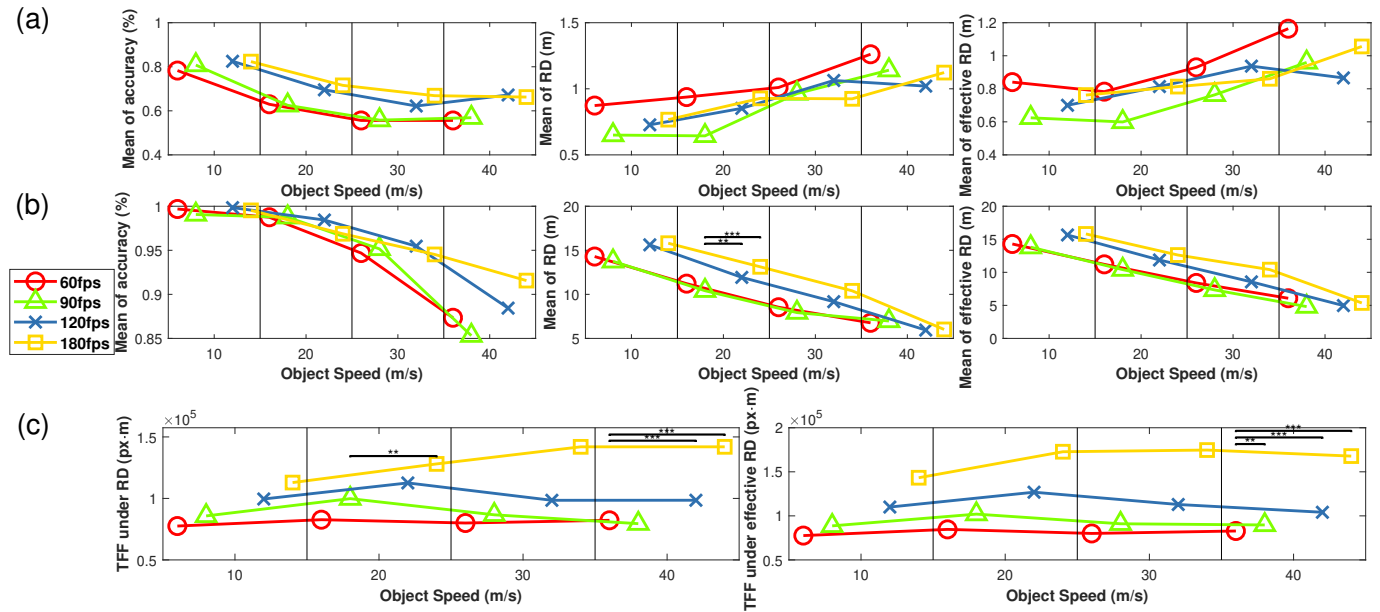 (a)
Mean of accuracy (%)
1
0.8
0.6
0.4
10 20 30 40
Object Speed (m/s)
Mean of RD (m)
1.5
1
0.5
10 20 30 40
Object Speed (m/s)
Mean of effective RD (m)
1.2
1
0.8
0.6
0.4
10 20 30 40
Object Speed (m/s)
(b)
Mean of accuracy (%)
1
0.95
0.9
0.85
10 20 30 40
Object Speed (m/s)
Mean of RD (m)
20
15
10
5
***
**
10 20 30 40
Object Speed (m/s)
Mean of effective RD (m)
20
15
10
5
0
10 20 30 40
Object Speed (m/s)
60fps
90fps
120fps
180fps
(c)
TFF under RD (px·m)
×10⁵
1.5
1
0.5
**
***
***
10 20 30 40
Object Speed (m/s)
TFF under effective RD (px·m)
×10⁵
2
1.5
1
0.5
***
***
**
10 20 30 40
Object Speed (m/s)